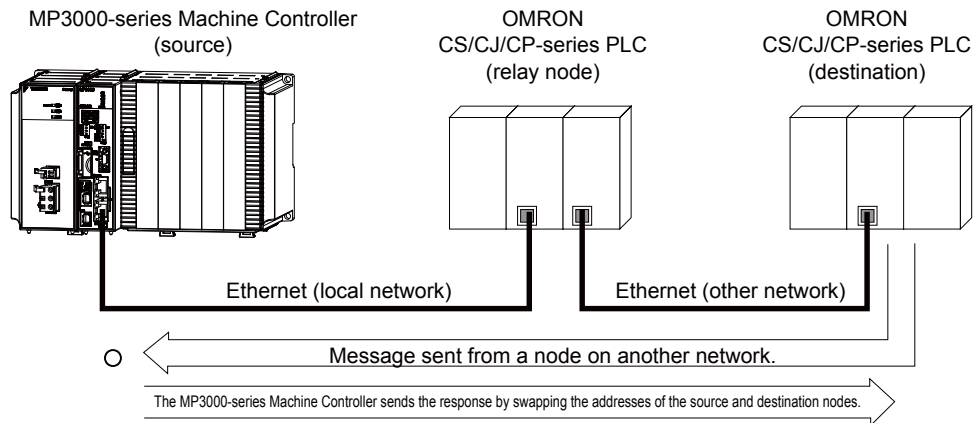 MP3000-series Machine Controller
(source)
OMRON
CS/CJ/CP-series PLC
(relay node)
OMRON
CS/CJ/CP-series PLC
(destination)
Ethernet (local network)
Ethernet (other network)
Message sent from a node on another network.
The MP3000-series Machine Controller sends the response by swapping the addresses of the source and destination nodes.